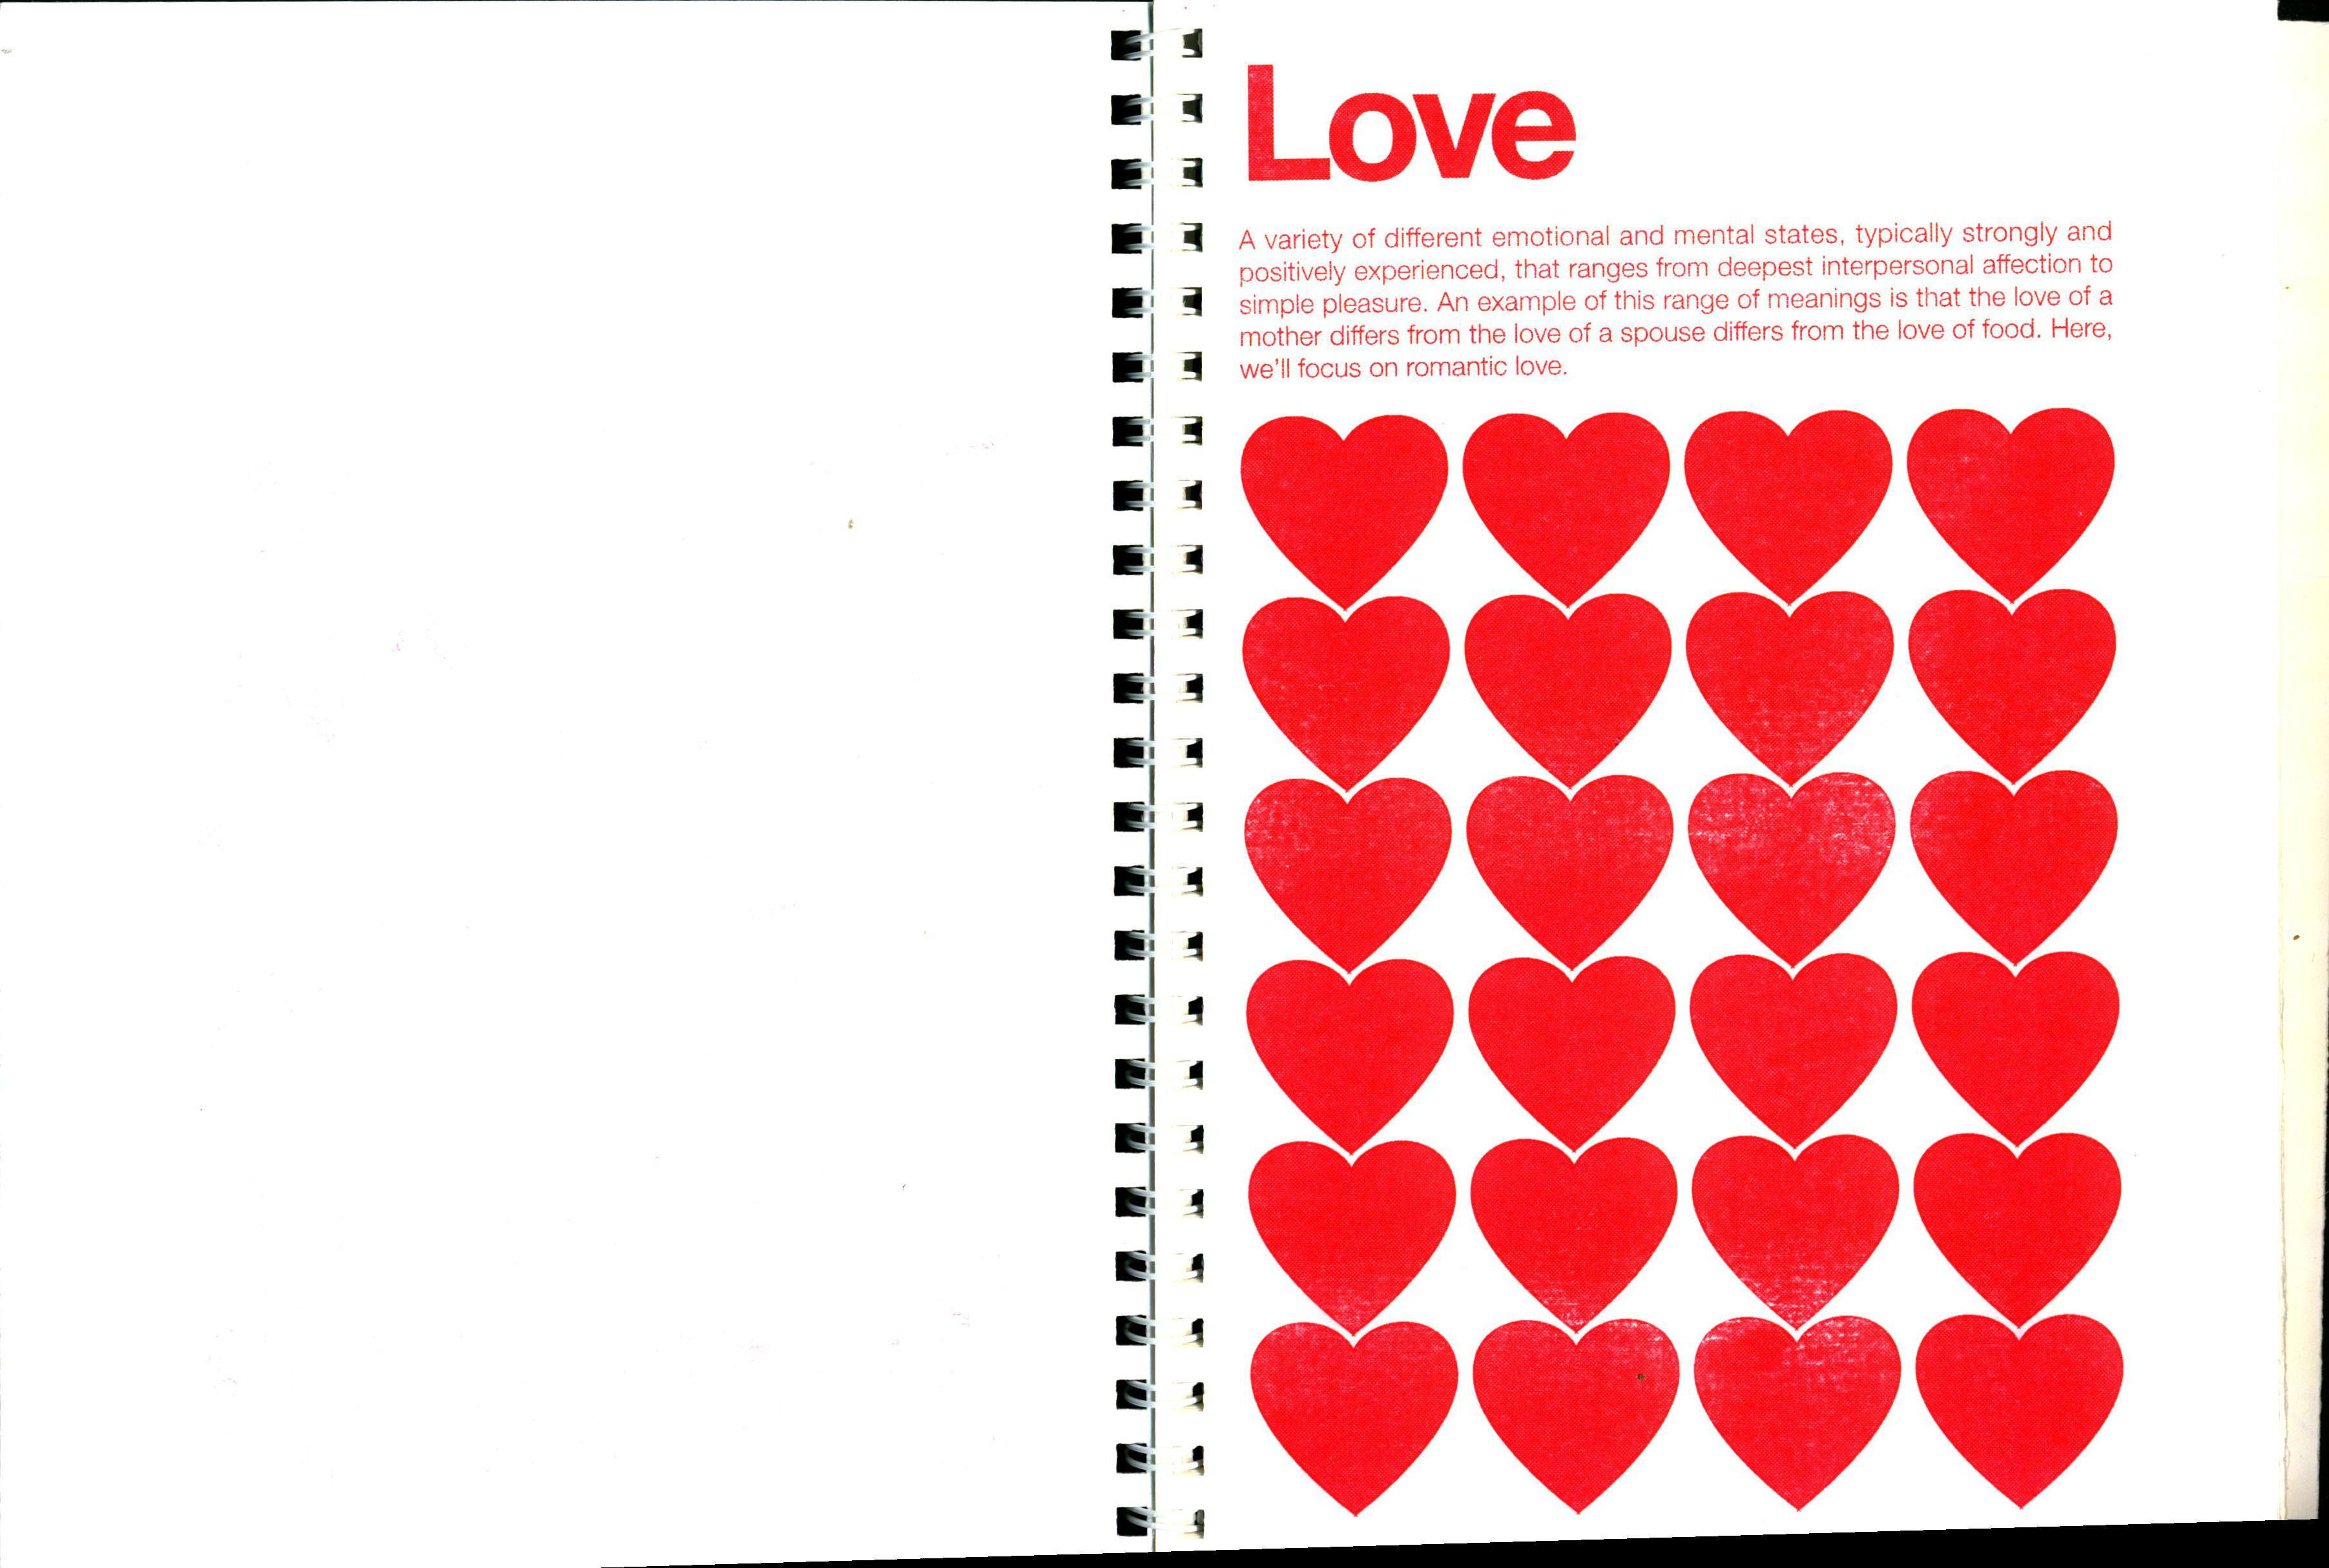 Love
A variety of different emotional and mental states, typically strongly and
positively experienced, that ranges from deepest interpersonal affection to
simple pleasure. An example of this range of meanings is that the love of a
mother differs from the love of a spouse differs from the love of food. Here,
we'll focus on romantic love.